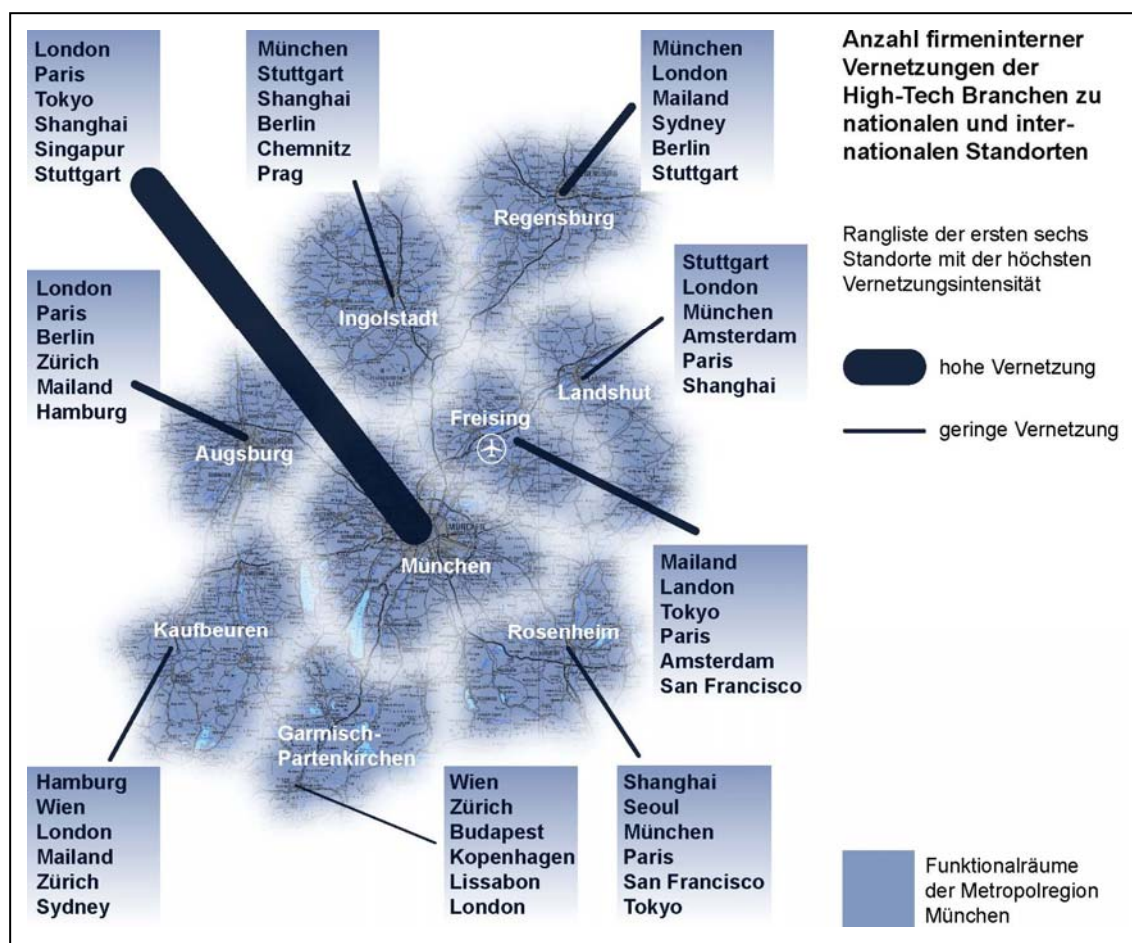 London
Paris
Tokyo
Shanghai
Singapur
Stuttgart
München
Stuttgart
Shanghai
Berlin
Chemnitz
Prag
München
London
Mailand
Sydney
Berlin
Stuttgart
Anzahl firmeninterner
Vernetzungen der
High-Tech Branchen zu
nationalen und inter-
nationalen Standorten
Rangliste der ersten sechs
Standorte mit der höchsten
Vernetzungsintensität
hohe Vernetzung
geringe Vernetzung
Regensburg
Ingolstadt
Stuttgart
London
München
Amsterdam
Paris
Shanghai
London
Paris
Berlin
Zürich
Mailand
Hamburg
Landshut
Freising
Augsburg
MÜNCHEN
München
Mailand
Landon
Tokyo
Paris
Amsterdam
San Francisco
Kaufbeuren
Rosenheim
Garmisch-
Partenkirchen
Hamburg
Wien
London
Mailand
Zürich
Sydney
Wien
Zürich
Budapest
Kopenhagen
Lissabon
London
Shanghai
Seoul
München
Paris
San Francisco
Tokyo
Funktionalräume
der Metropolregion
München